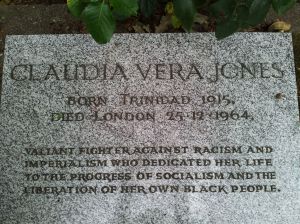 CLAUDIA VERA JONES
BORN TRINIDAD 1915,
DIED LONDON 25·12·1964,
VALIANT FIGHTER AGAINST RACISM AND
IMPERIALISM WHO DEDICATED HER LIFE
TO THE PROGRESS OF SOCIALISM AND THE
LIBERATION OF HER OWN BLACK PEOPLE.